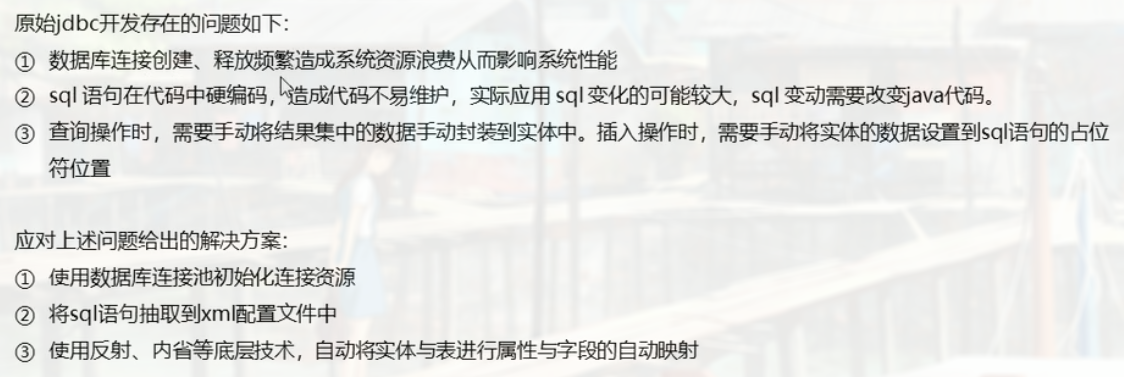 原始jdbc开发存在的问题如下：
① 数据库连接创建、释放频繁造成系统资源浪费从而影响系统性能
② sql 语句在代码中硬编码，造成代码不易维护，实际应用 sql 变化的可能较大，sql 变动需要改变java代码。
③ 查询操作时，需要手动将结果集中的数据手动封装到实体中。插入操作时，需要手动将实体的数据设置到sql语句的占位
符位置
应对上述问题给出的解决方案：
① 使用数据库连接池初始化连接资源
② 将sql语句抽取到xml配置文件中
③ 使用反射、内省等底层技术，自动将实体与表进行属性与字段的自动映射